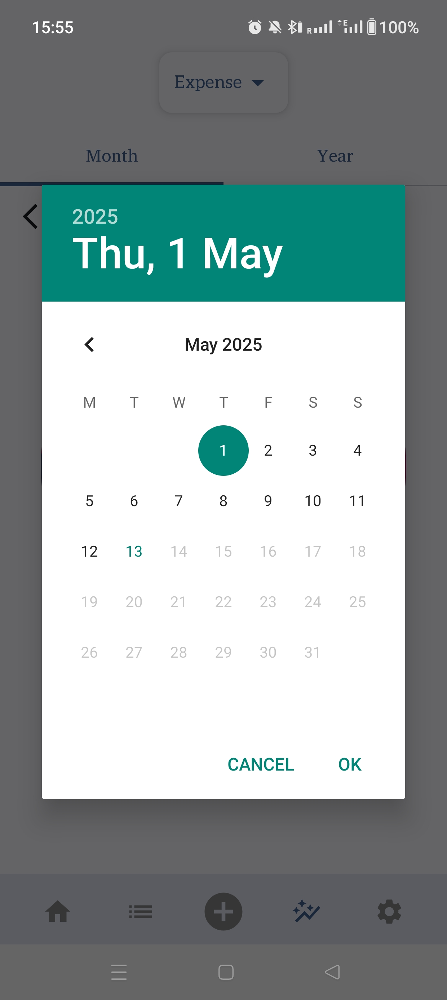 15:55 R E 100%
Expense
Month Year
2025
Thu, 1 May
May 2025
M T W T F S S
1 2 3 4
5 6 7 8 9 10 11
12 13 14 15 16 17 18
19 20 21 22 23 24 25
26 27 28 29 30 31
CANCEL OK